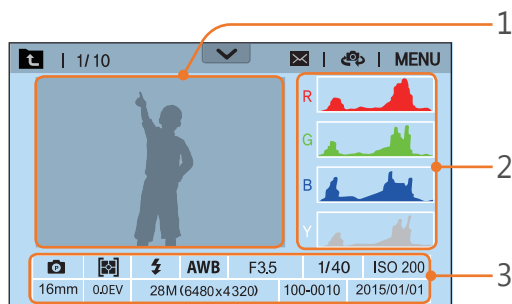 1
1/10 MENU
R
G
B
Y
2
AWB F3.5 1/40 ISO 200
3
16mm 0.0EV 28M (6480x4320) 100-0010 2015/01/01